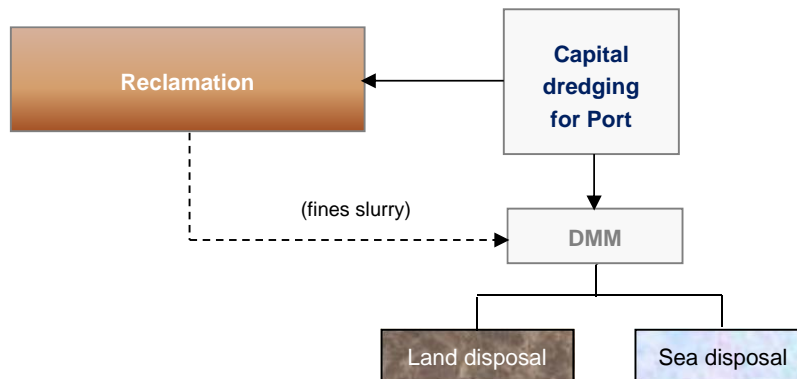 Capital
dredging
for Port
Reclamation
(fines slurry)
DMM
Land disposal
Sea disposal